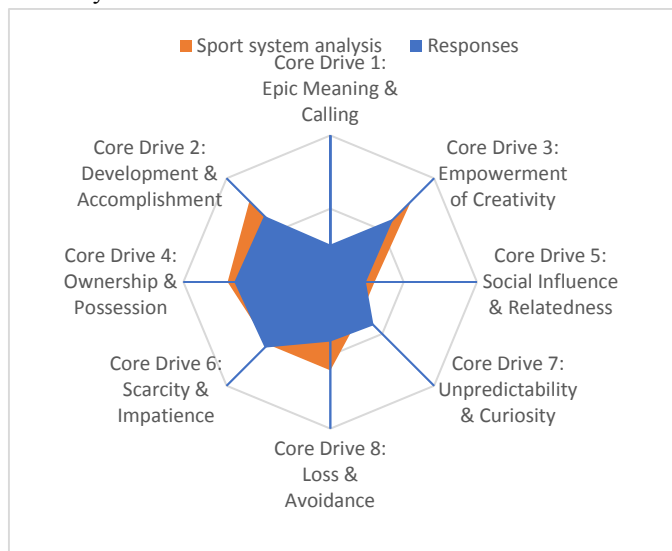 Sport system analysis
Responses
Core Drive 1:
Epic Meaning &
Calling
Core Drive 2:
Development &
Accomplishment
Core Drive 3:
Empowerment
of Creativity
Core Drive 4:
Ownership &
Possession
Core Drive 5:
Social Influence
& Relatedness
Core Drive 6:
Scarcity &
Impatience
Core Drive 7:
Unpredictability
& Curiosity
Core Drive 8:
Loss &
Avoidance